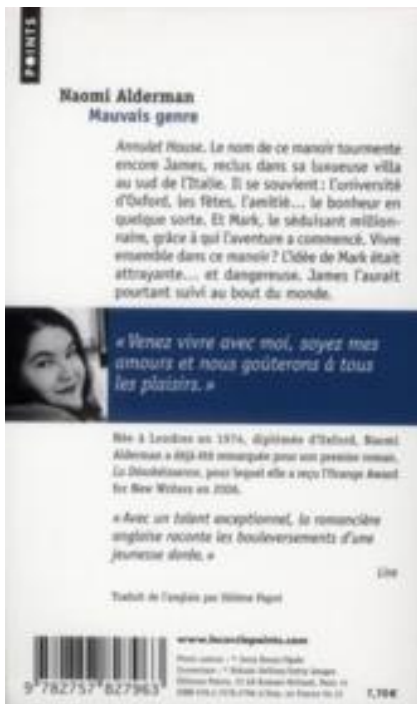 POINTS
Naomi Alderman
Mauvais genre
Annulet House. Le nom de ce manoir tourmente
encore James, reclus dans sa luxueuse villa
au sud de l'Italie. Il se souvient : l'université
d'Oxford, les fêtes, l'amitié... le bonheur en
quelque sorte. Et Mark, le séduisant million-
naire, grâce à qui l'aventure a commencé. Vivre
ensemble dans ce manoir ? L'idée de Mark était
attrayante... et dangereuse. James l'aurait
pourtant suivi au bout du monde.
« Venez vivre avec moi, soyez mes
amours et nous goûterons à tous
les plaisirs. »
Née à Londres en 1974, diplômée d'Oxford, Naomi
Alderman a déjà été remarquée pour son premier roman,
La Désobéissance, pour lequel elle a reçu l'Orange Award
for New Writers en 2006.
« Avec un talent exceptionnel, la romancière
anglaise raconte les bouleversements d'une
jeunesse dorée. »
Lire
Traduit de l'anglais par Hélène Papot
www.lecerclepoints.com
9 782757 827963
7,70€